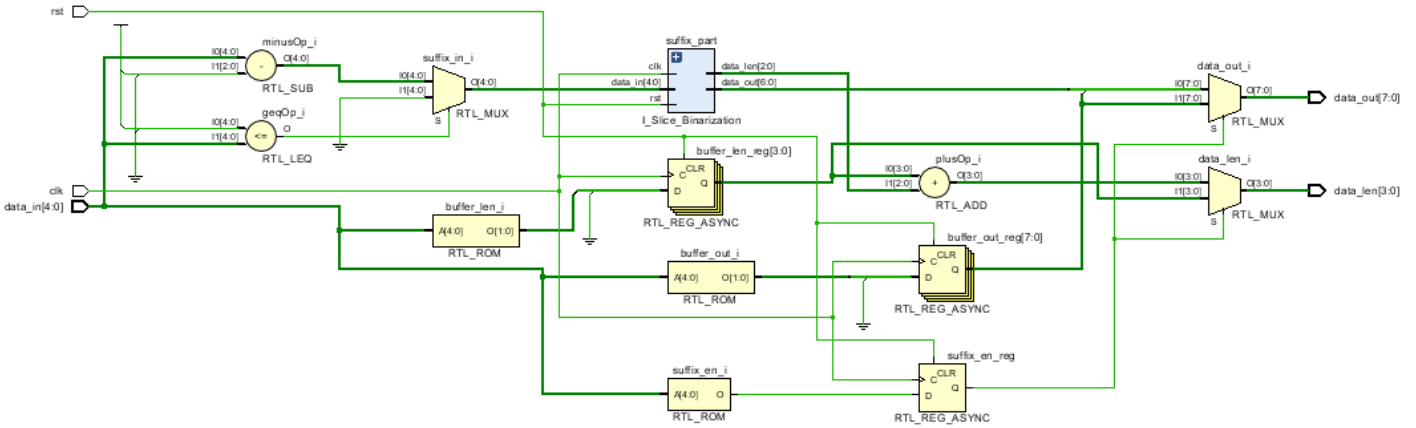 rst
minusOp_i
I0[4:0]
I1[2:0]
O[4:0]
-
RTL_SUB
suffix_in_i
I0[4:0]
I1[4:0]
O[4:0]
S
RTL_MUX
geqOp_i
I0[4:0]
I1[4:0]
O
<=
RTL_LEQ
suffix_part
clk
data_in[4:0]
rst
data_len[2:0]
data_out[6:0]
I_Slice_Binarization
data_out_i
I0[7:0]
I1[7:0]
O[7:0]
S
RTL_MUX
data_out[7:0]
buffer_len_reg[3:0]
CLR
C
D
Q
RTL_REG_ASYNC
plusOp_i
I0[3:0]
I1[2:0]
O[3:0]
+
RTL_ADD
data_len_i
I0[3:0]
I1[3:0]
O[3:0]
S
RTL_MUX
data_len[3:0]
clk
data_in[4:0]
buffer_len_i
A[4:0]
O[1:0]
RTL_ROM
buffer_out_i
A[4:0]
O[1:0]
RTL_ROM
buffer_out_reg[7:0]
CLR
C
D
Q
RTL_REG_ASYNC
suffix_en_i
A[4:0]
O
RTL_ROM
suffix_en_reg
CLR
C
D
Q
RTL_REG_ASYNC